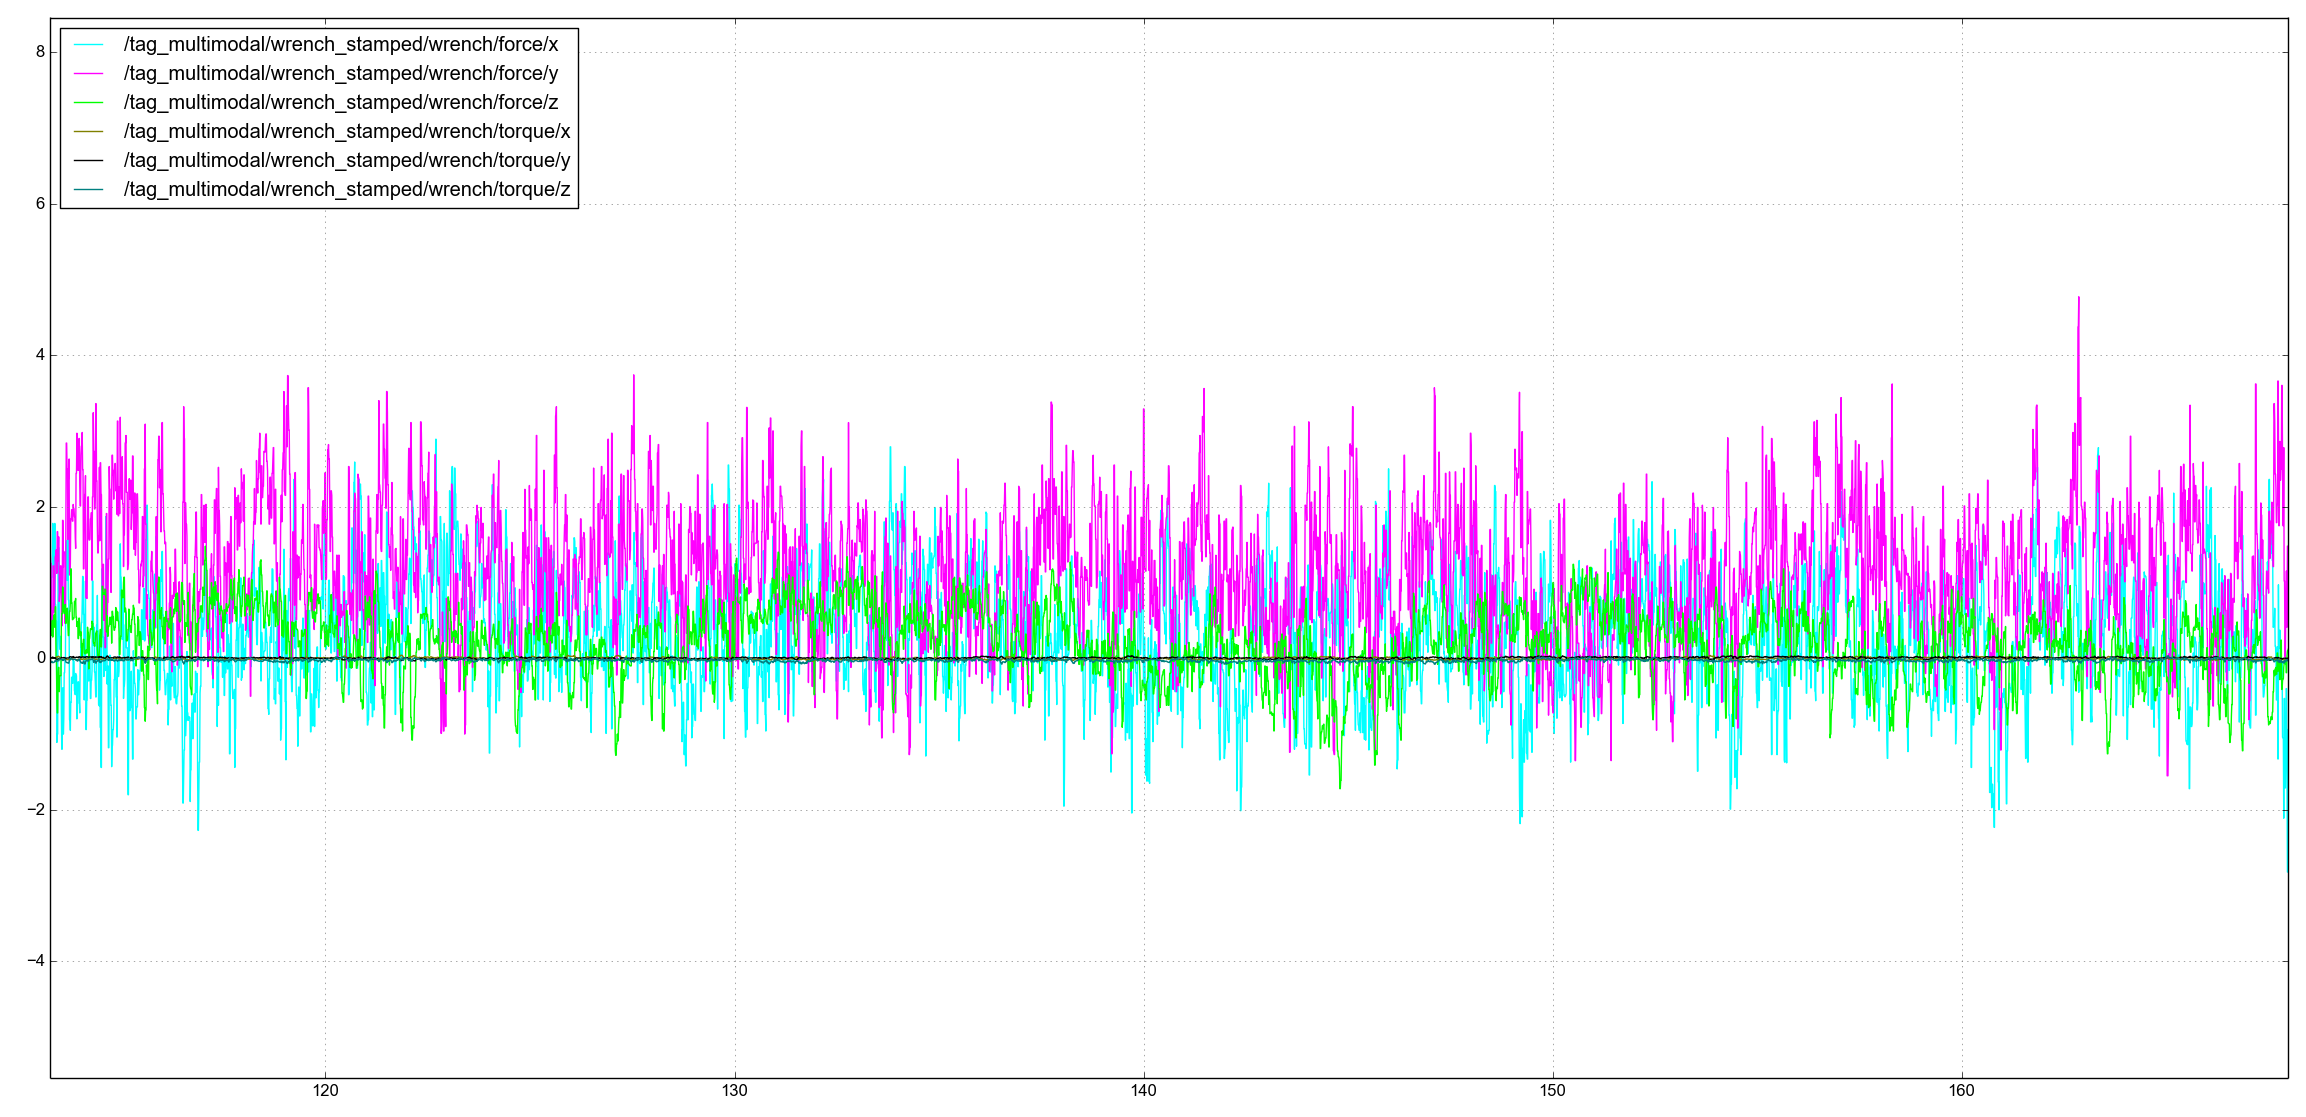 /tag_multimodal/wrench_stamped/wrench/force/x
/tag_multimodal/wrench_stamped/wrench/force/y
/tag_multimodal/wrench_stamped/wrench/force/z
/tag_multimodal/wrench_stamped/wrench/torque/x
/tag_multimodal/wrench_stamped/wrench/torque/y
/tag_multimodal/wrench_stamped/wrench/torque/z
8
6
4
2
0
−2
−4
120 130 140 150 160